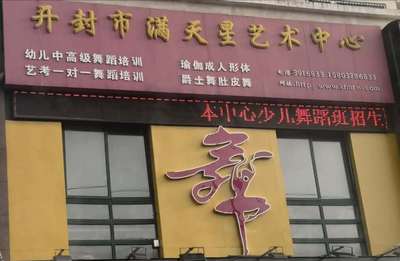 开封市满天星艺术中心
幼儿中高级舞蹈培训
瑜伽成人形体
艺考一对一舞蹈培训
爵士舞肚皮舞
本中心少儿舞蹈班招生
舞